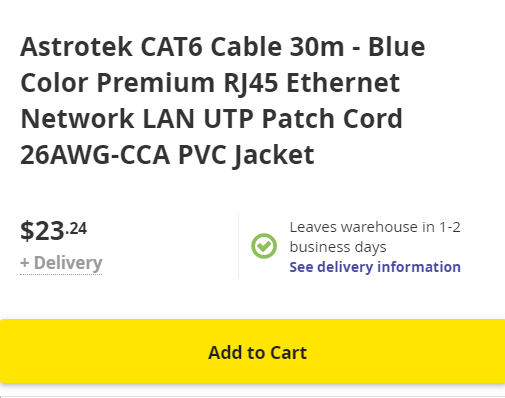 Astrotek CAT6 Cable 30m - Blue
Color Premium RJ45 Ethernet
Network LAN UTP Patch Cord
26AWG-CCA PVC Jacket
$23.24
+ Delivery
Leaves warehouse in 1-2
business days
See delivery information
Add to Cart